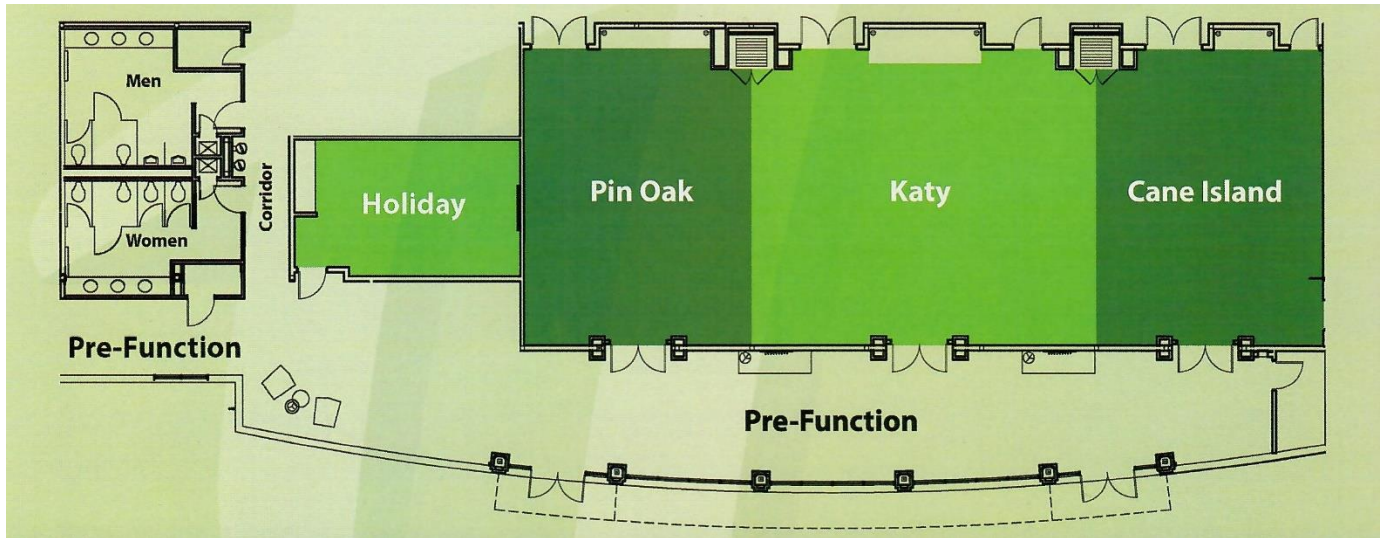 Men
Women
Corridor
Holiday
Pin Oak
Katy
Cane Island
Pre-Function
Pre-Function